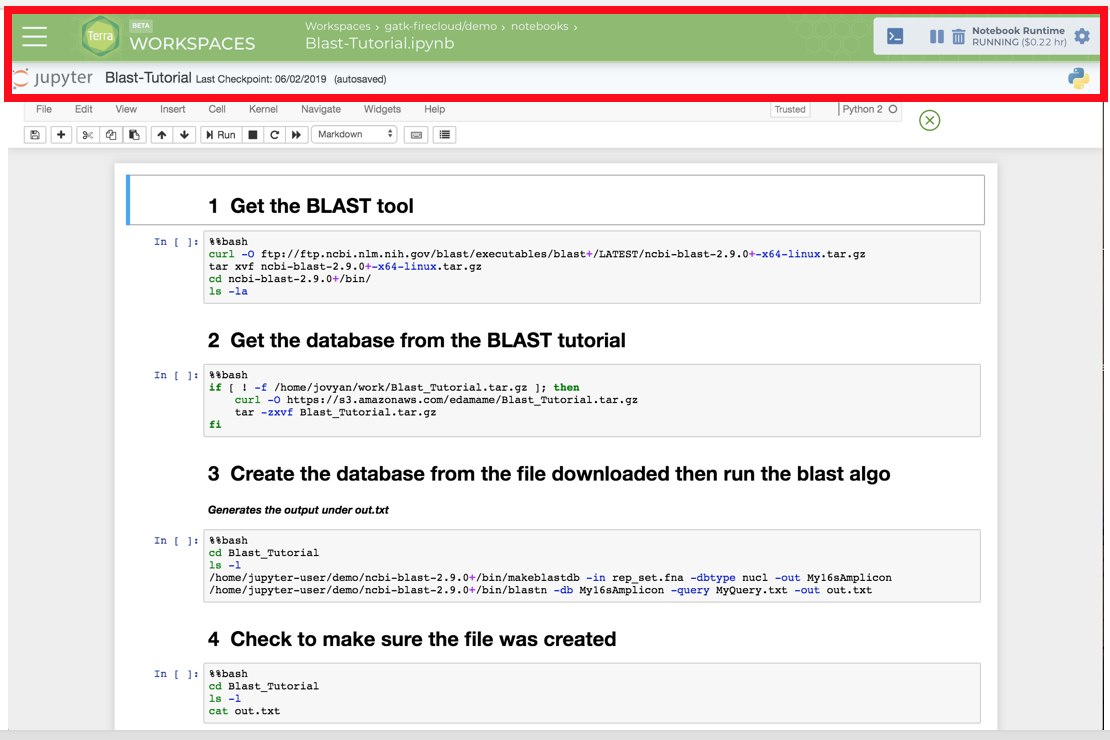 Workspaces › gatk-firecloud/demo › notebooks ›
Terra BETA WORKSPACES
Blast-Tutorial.ipynb
Notebook Runtime
RUNNING ($0.22 hr)
jupyter Blast-Tutorial Last Checkpoint: 06/02/2019 (autosaved)
File Edit View Insert Cell Kernel Navigate Widgets Help Trusted Python 2
Run Markdown
1 Get the BLAST tool
In [ ]: %%bash
curl -O ftp://ftp.ncbi.nlm.nih.gov/blast/executables/blast+/LATEST/ncbi-blast-2.9.0+-x64-linux.tar.gz
tar xvf ncbi-blast-2.9.0+-x64-linux.tar.gz
cd ncbi-blast-2.9.0+/bin/
ls -la
2 Get the database from the BLAST tutorial
In [ ]: %%bash
if [ ! -f /home/jovyan/work/Blast_Tutorial.tar.gz ]; then
    curl -O https://s3.amazonaws.com/edamame/Blast_Tutorial.tar.gz
    tar -zxvf Blast_Tutorial.tar.gz
fi
3 Create the database from the file downloaded then run the blast algo
Generates the output under out.txt
In [ ]: %%bash
cd Blast_Tutorial
ls -l
/home/jupyter-user/demo/ncbi-blast-2.9.0+/bin/makeblastdb -in rep_set.fna -dbtype nucl -out My16sAmplicon
/home/jupyter-user/demo/ncbi-blast-2.9.0+/bin/blastn -db My16sAmplicon -query MyQuery.txt -out out.txt
4 Check to make sure the file was created
In [ ]: %%bash
cd Blast_Tutorial
ls -l
cat out.txt